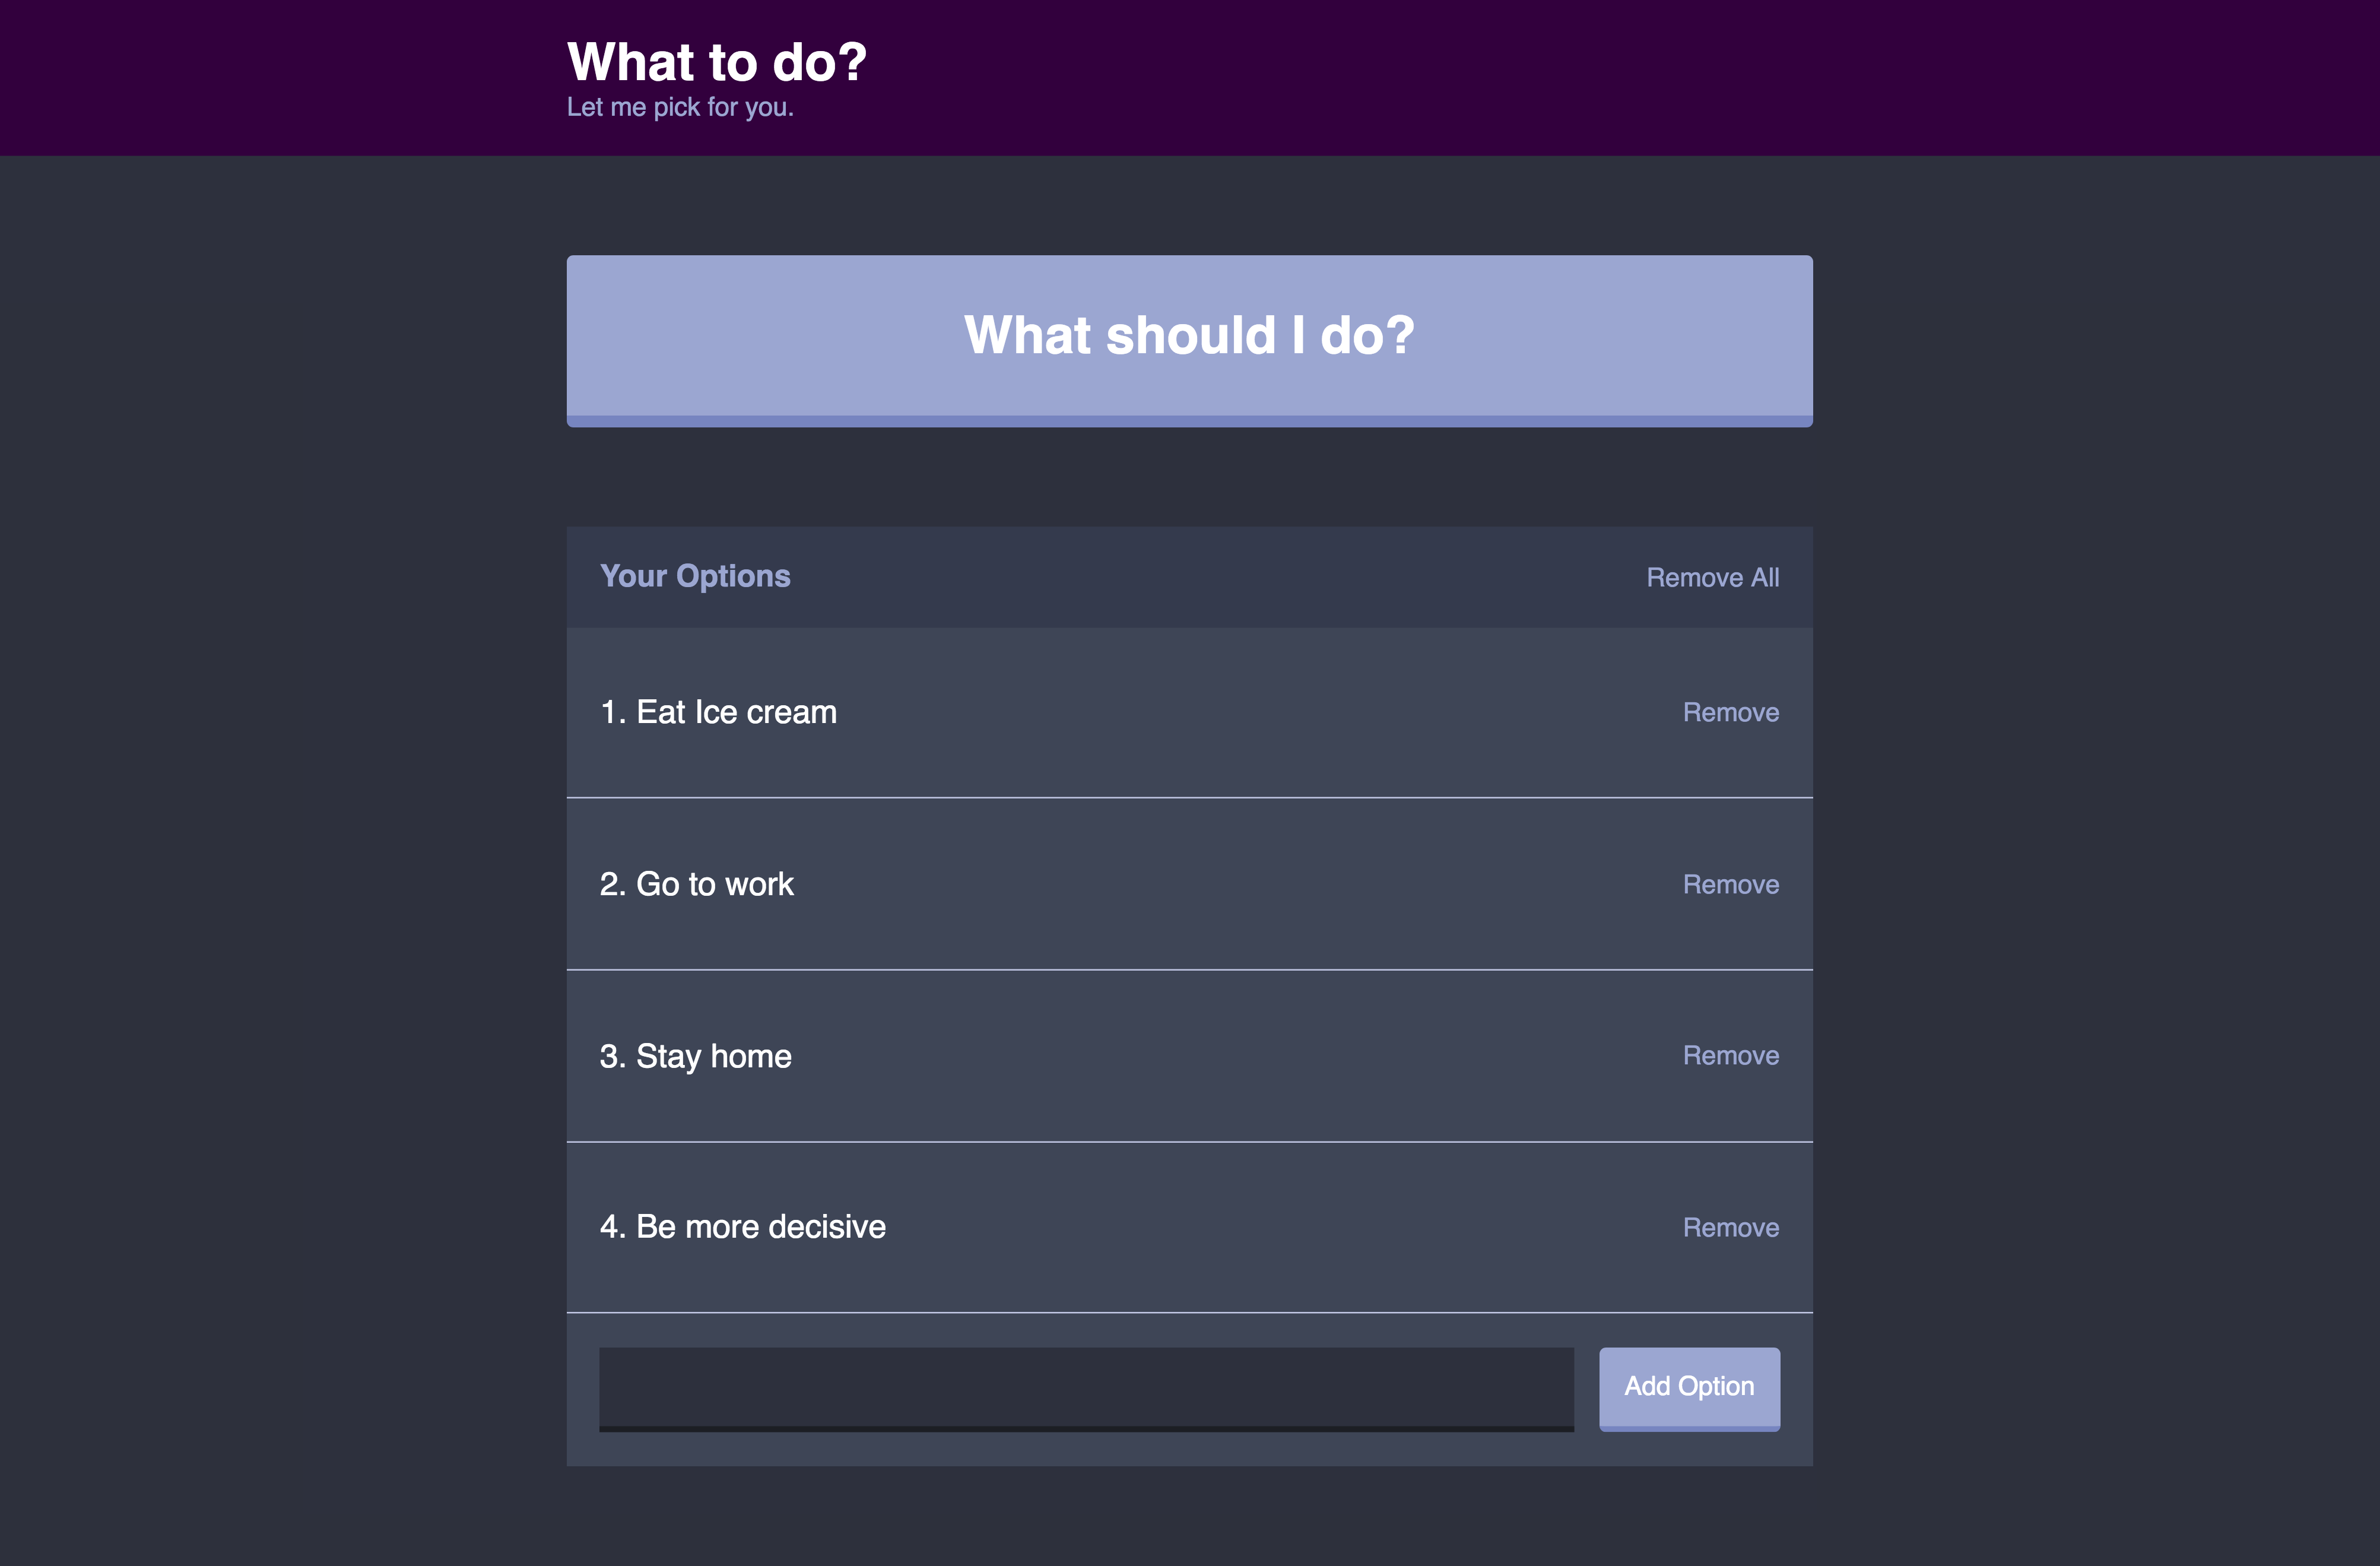 What to do?
Let me pick for you.
What should I do?
Your Options Remove All
1. Eat Ice cream Remove
2. Go to work Remove
3. Stay home Remove
4. Be more decisive Remove
Add Option